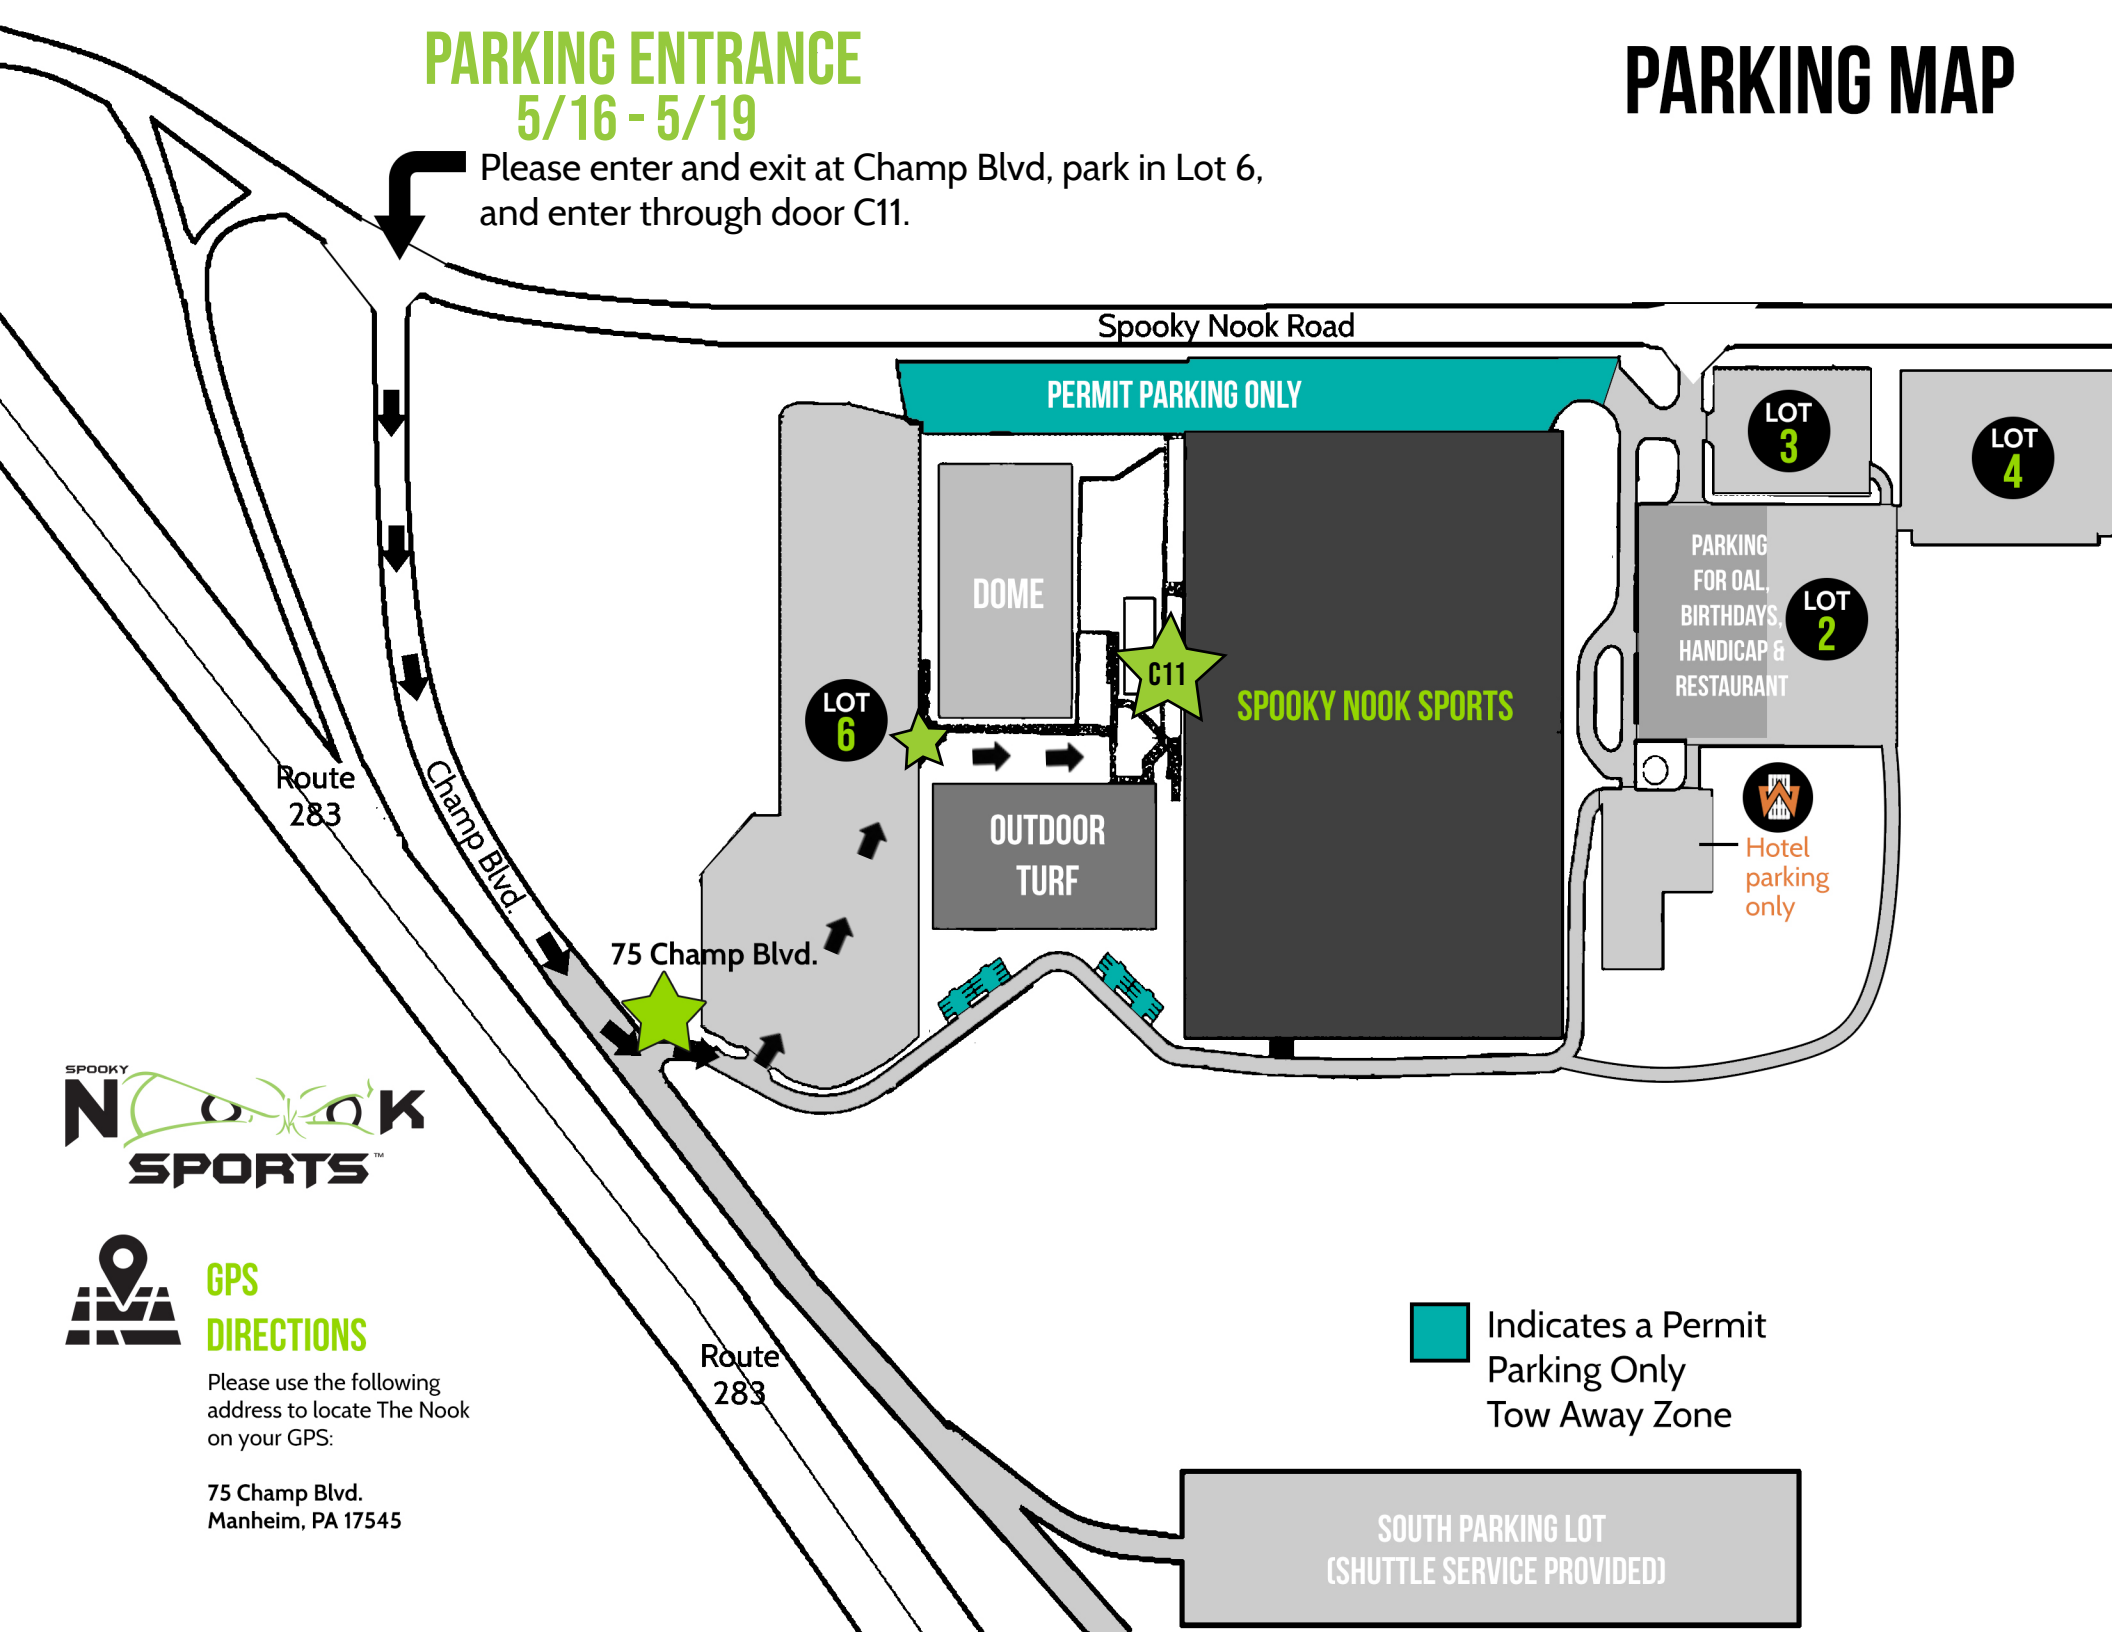 PARKING ENTRANCE
5/16 - 5/19
Please enter and exit at Champ Blvd, park in Lot 6,
and enter through door C11.
PARKING MAP
Spooky Nook Road
PERMIT PARKING ONLY
LOT
3
LOT
4
PARKING
FOR OAL,
BIRTHDAYS,
HANDICAP &
RESTAURANT
LOT
2
DOME
C11
SPOOKY NOOK SPORTS
LOT
6
Route
283
Champ Blvd.
OUTDOOR
TURF
W
Hotel
parking
only
75 Champ Blvd.
SPOOKY
NOOK
SPORTS™
GPS
DIRECTIONS
Please use the following
address to locate The Nook
on your GPS:
75 Champ Blvd.
Manheim, PA 17545
Route
283
Indicates a Permit
Parking Only
Tow Away Zone
SOUTH PARKING LOT
(SHUTTLE SERVICE PROVIDED)